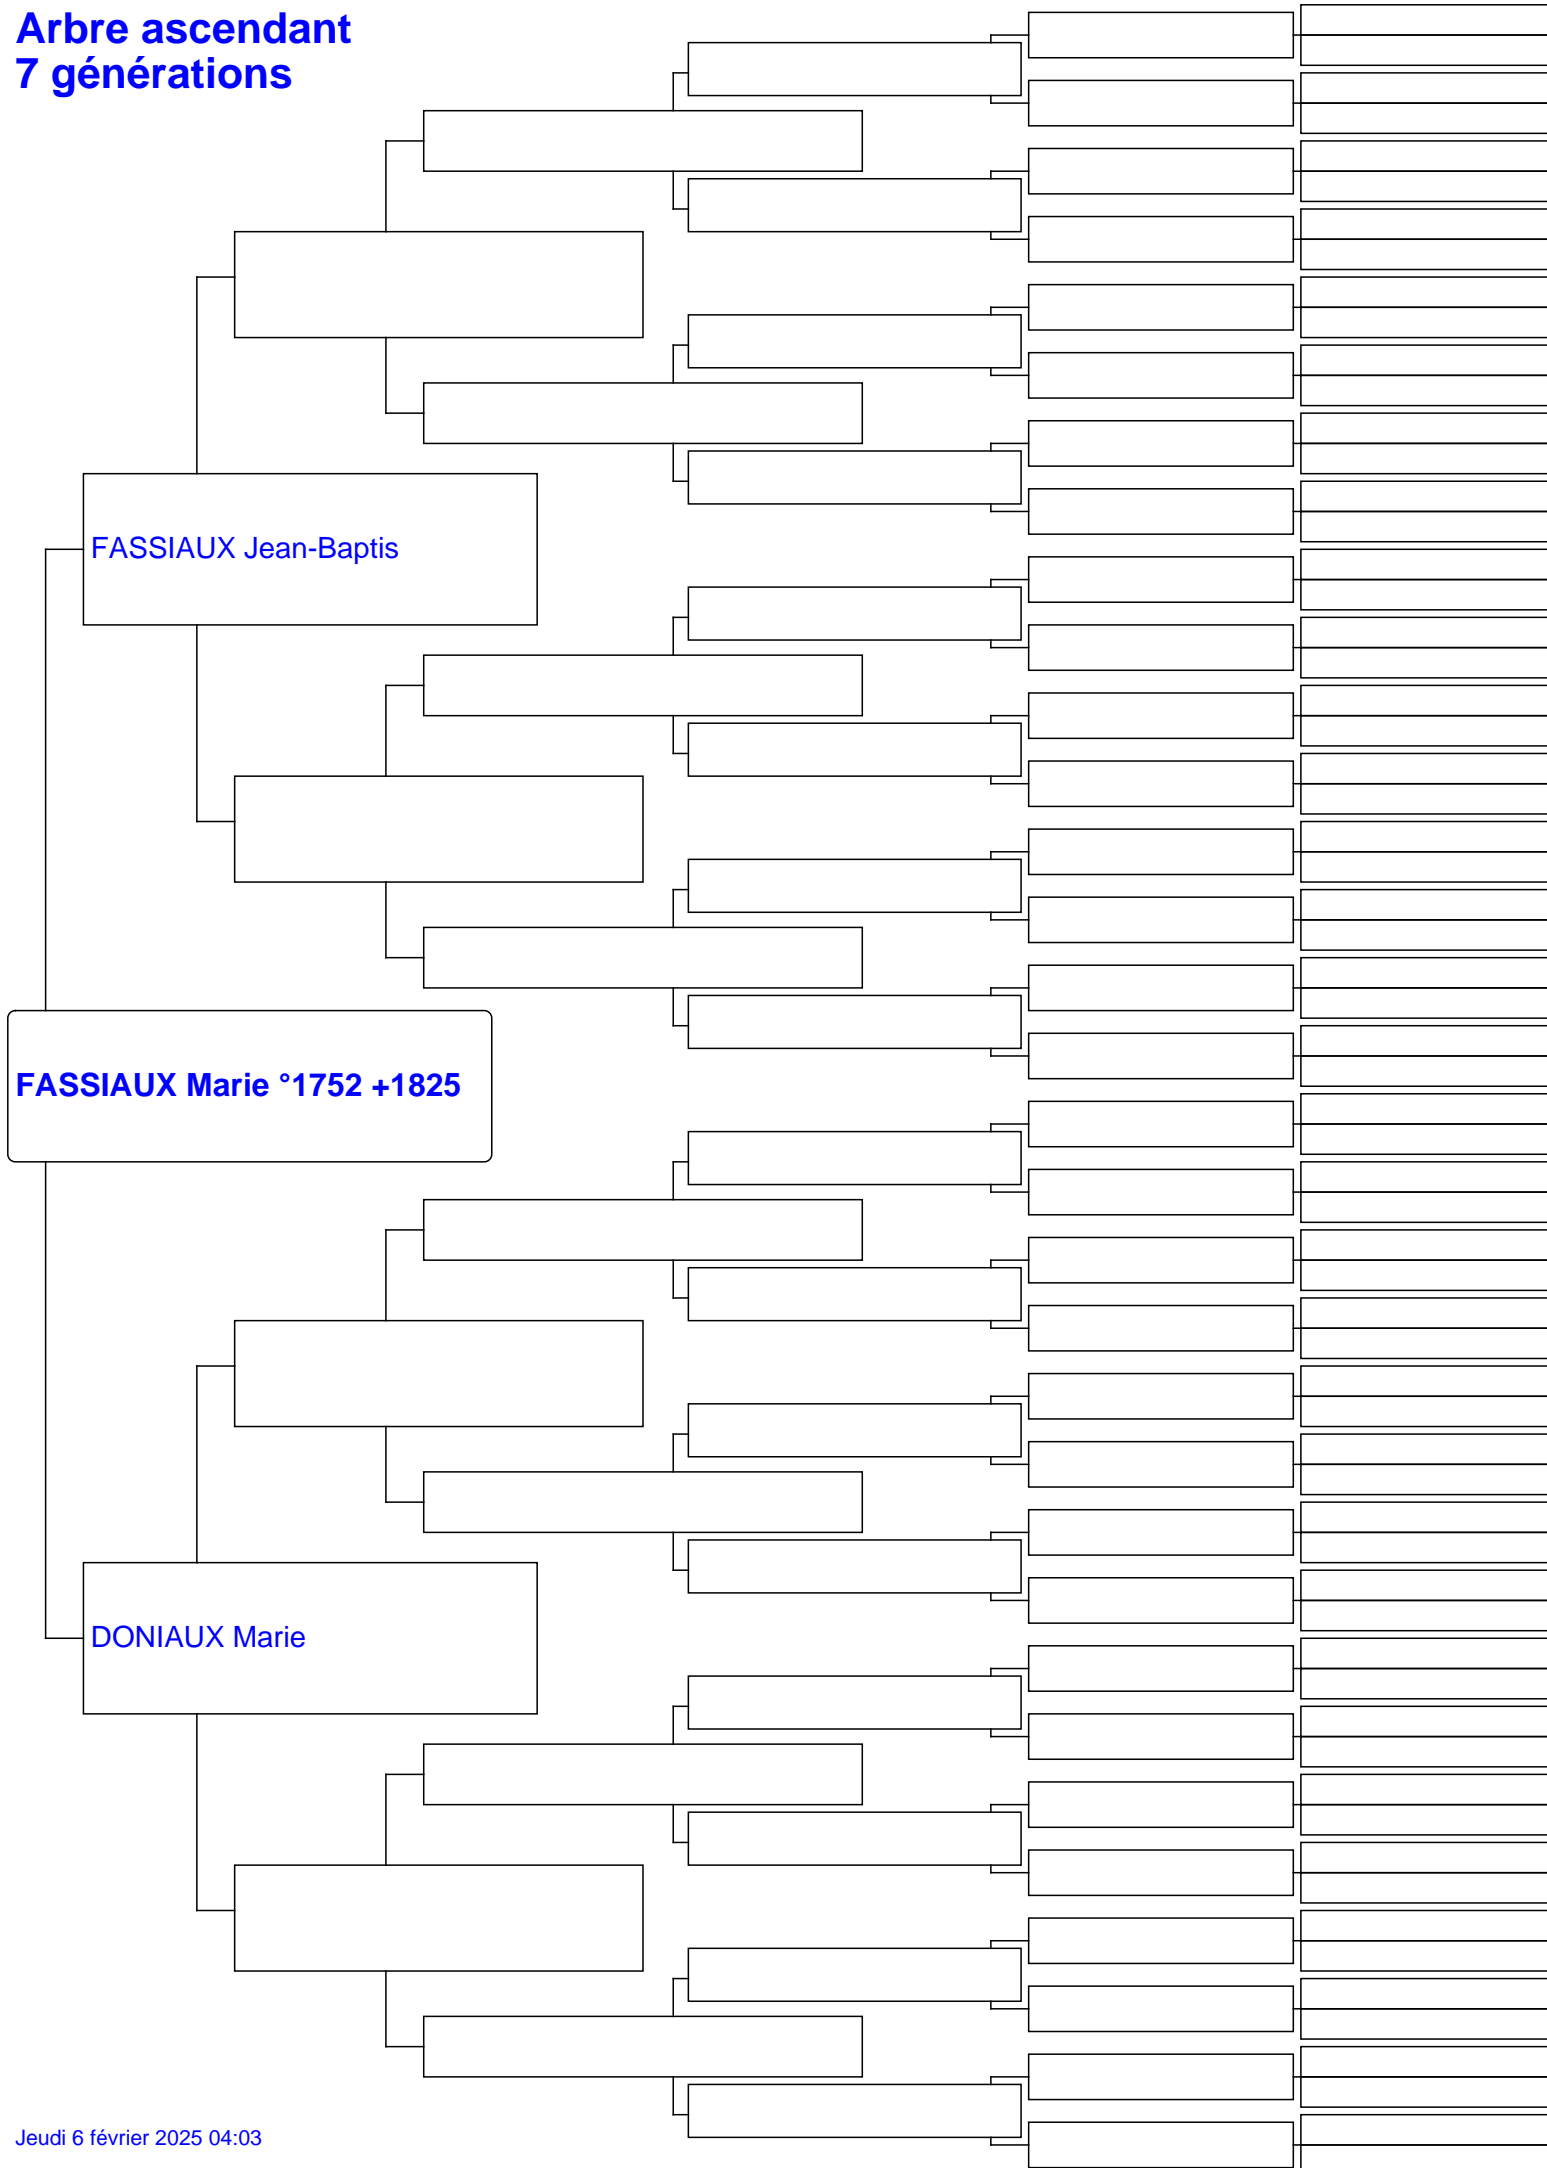 Arbre ascendant
7 générations
FASSIAUX Jean-Baptis
FASSIAUX Marie °1752 +1825
DONIAUX Marie
Jeudi 6 février 2025 04:03